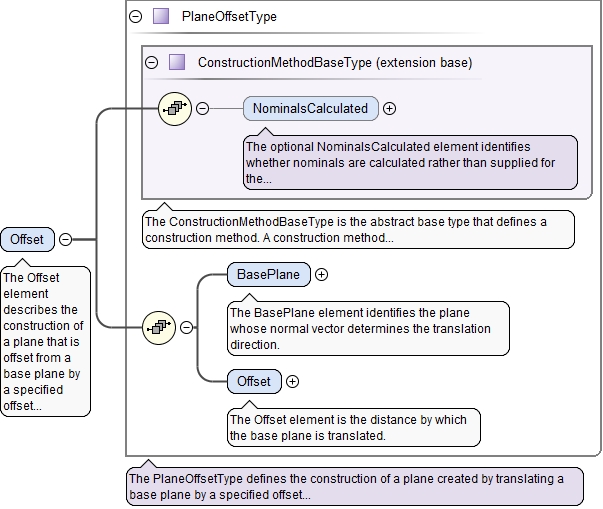 PlaneOffsetType
ConstructionMethodBaseType (extension base)
NominalsCalculated
The optional NominalsCalculated element identifies
whether nominals are calculated rather than supplied for
the...
The ConstructionMethodBaseType is the abstract base type that defines a
construction method. A construction method...
Offset
The Offset
element
describes the
construction of
a plane that is
offset from a
base plane by
a specified
offset...
BasePlane
The BasePlane element identifies the plane
whose normal vector determines the translation
direction.
Offset
The Offset element is the distance by which
the base plane is translated.
The PlaneOffsetType defines the construction of a plane created by translating a
base plane by a specified offset...